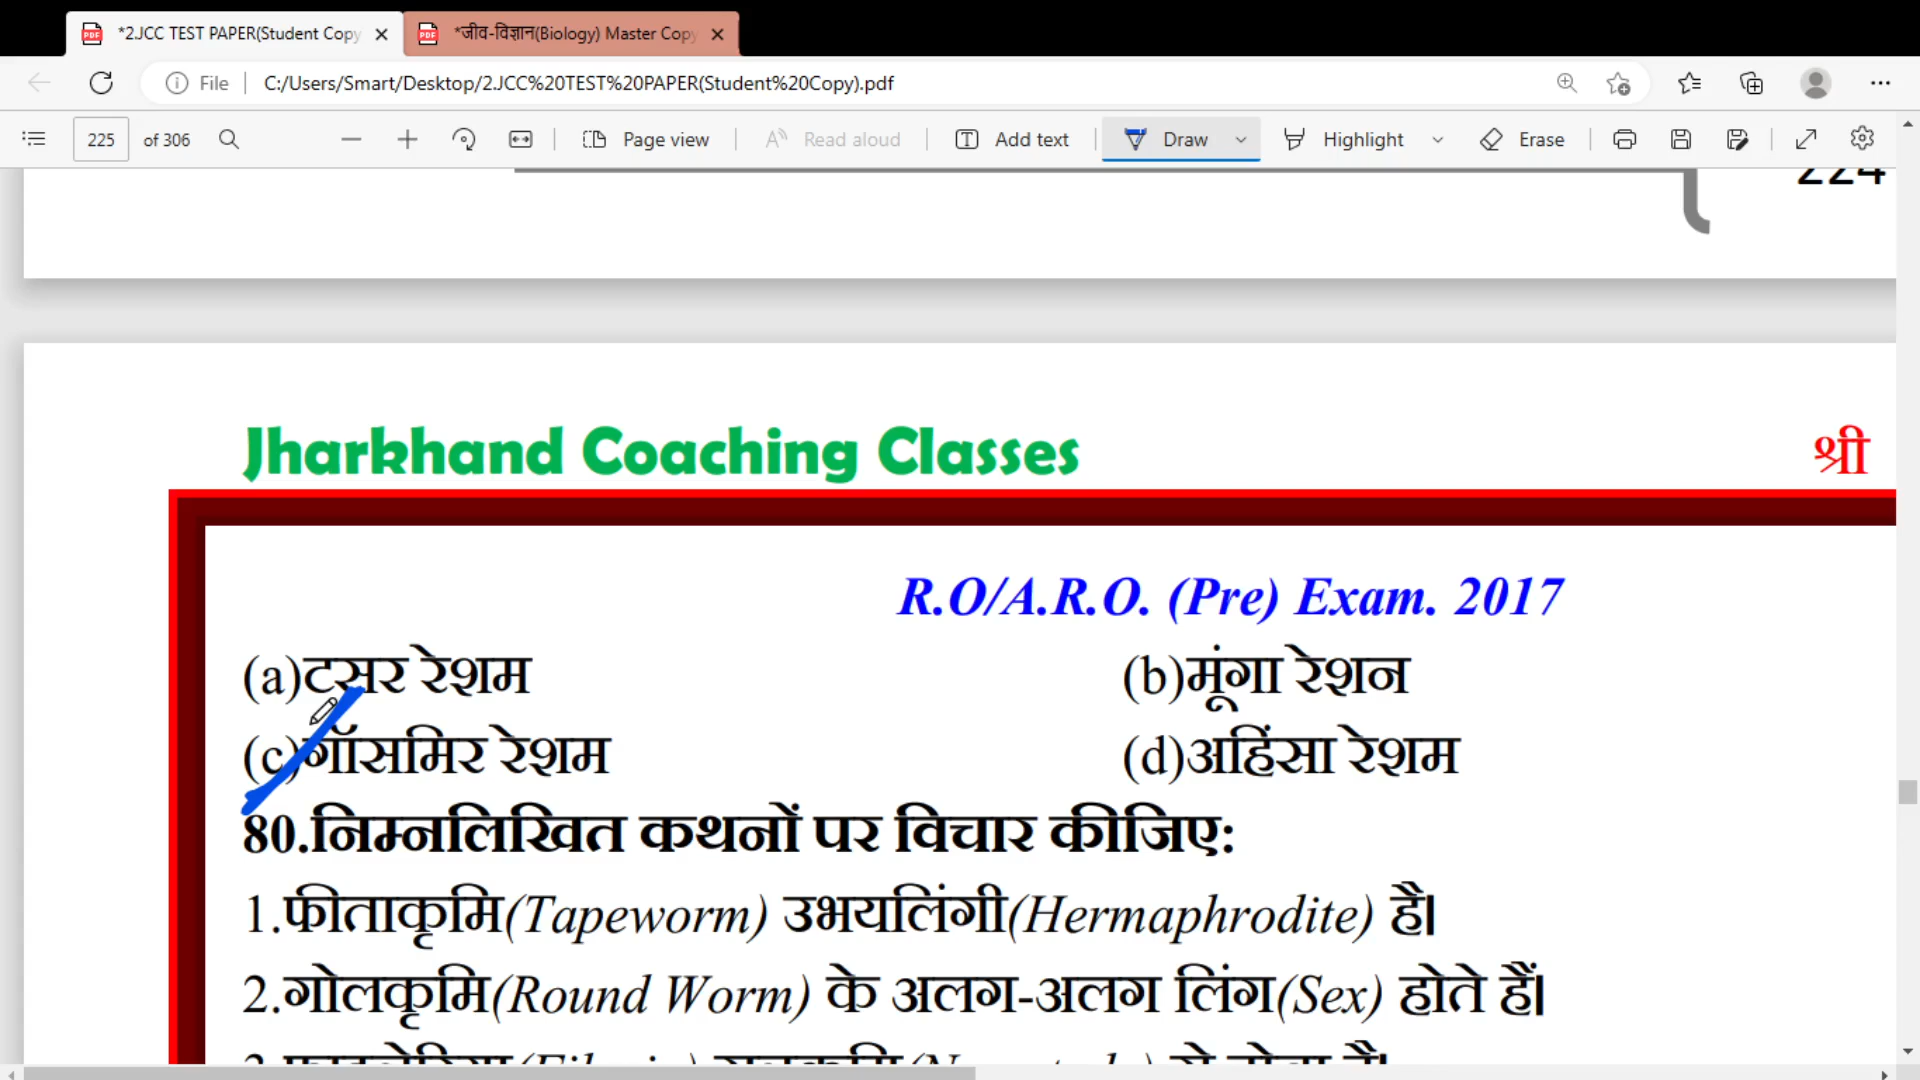 *2.JCC TEST PAPER(Student Copy
*जीव-विज्ञान(Biology) Master Copy
File
C:/Users/Smart/Desktop/2.JCC%20TEST%20PAPER(Student%20Copy).pdf
225 of 306
Page view
Read aloud
Add text
Draw
Highlight
Erase
224
Jharkhand Coaching Classes
श्री
R.O/A.R.O. (Pre) Exam. 2017
(a)टसर रेशम (b)मूंगा रेशन
(c)गॉसमिर रेशम (d)अहिंसा रेशम
80.निम्नलिखित कथनों पर विचार कीजिए:
1.फीताकृमि(Tapeworm) उभयलिंगी(Hermaphrodite) है।
2.गोलकृमि(Round Worm) के अलग-अलग लिंग(Sex) होते हैं।